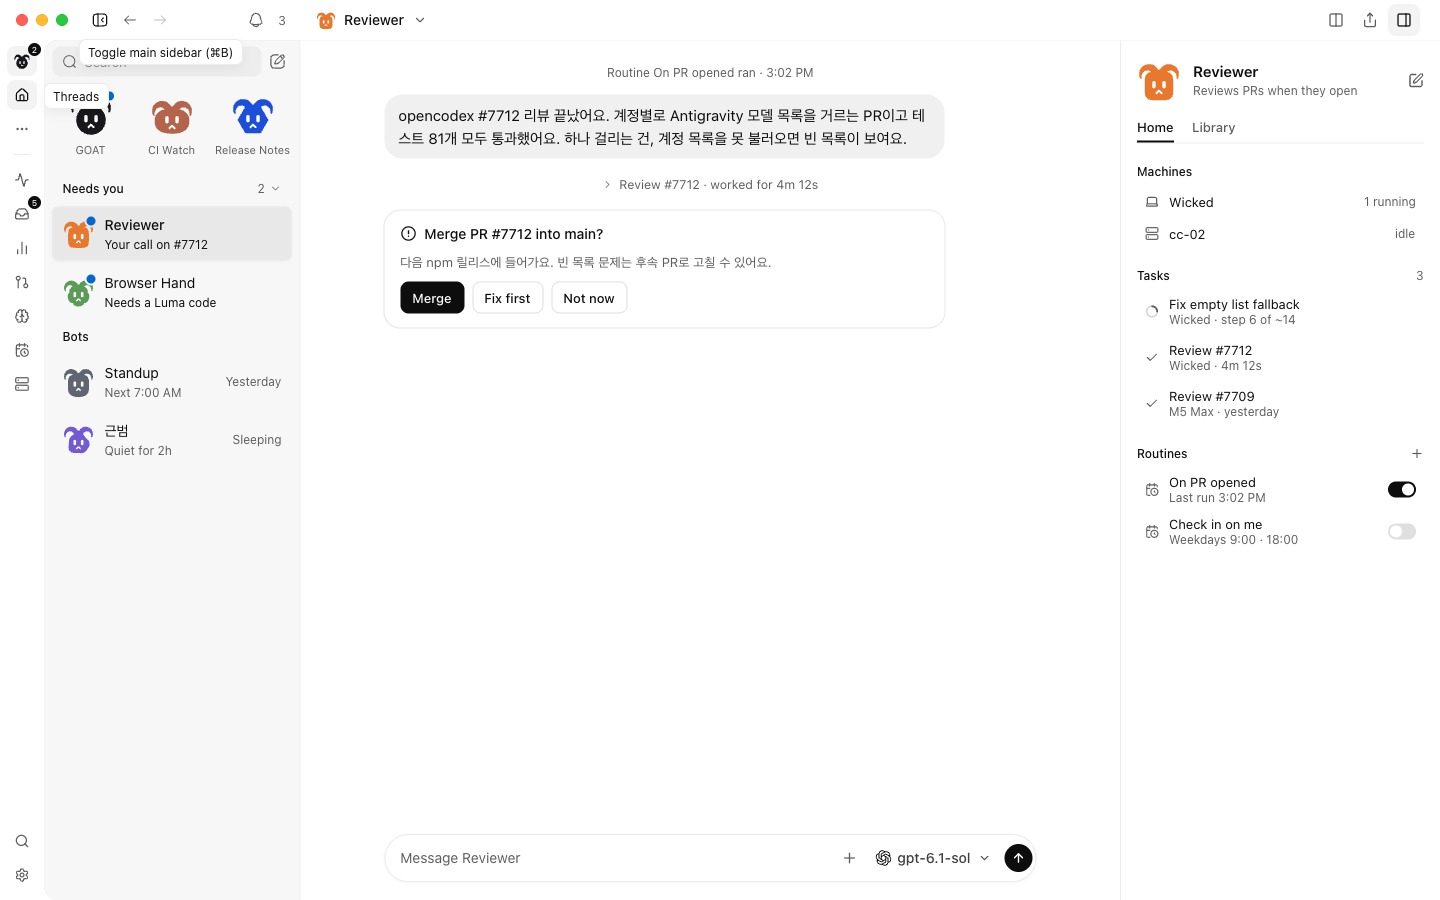 3
Reviewer
2
Toggle main sidebar (⌘B)
Threads
GOAT
CI Watch
Release Notes
Needs you
2
Reviewer
Your call on #7712
5
Browser Hand
Needs a Luma code
Bots
Standup
Next 7:00 AM
Yesterday
근범
Quiet for 2h
Sleeping
Routine On PR opened ran · 3:02 PM
opencodex #7712 리뷰 끝났어요. 계정별로 Antigravity 모델 목록을 거르는 PR이고 테
스트 81개 모두 통과했어요. 하나 걸리는 건, 계정 목록을 못 불러오면 빈 목록이 보여요.
Review #7712 · worked for 4m 12s
Merge PR #7712 into main?
다음 npm 릴리스에 들어가요. 빈 목록 문제는 후속 PR로 고칠 수 있어요.
Merge
Fix first
Not now
Message Reviewer
gpt-6.1-sol
Reviewer
Reviews PRs when they open
Home
Library
Machines
Wicked
1 running
cc-02
idle
Tasks
3
Fix empty list fallback
Wicked · step 6 of ~14
Review #7712
Wicked · 4m 12s
Review #7709
M5 Max · yesterday
Routines
On PR opened
Last run 3:02 PM
Check in on me
Weekdays 9:00 · 18:00